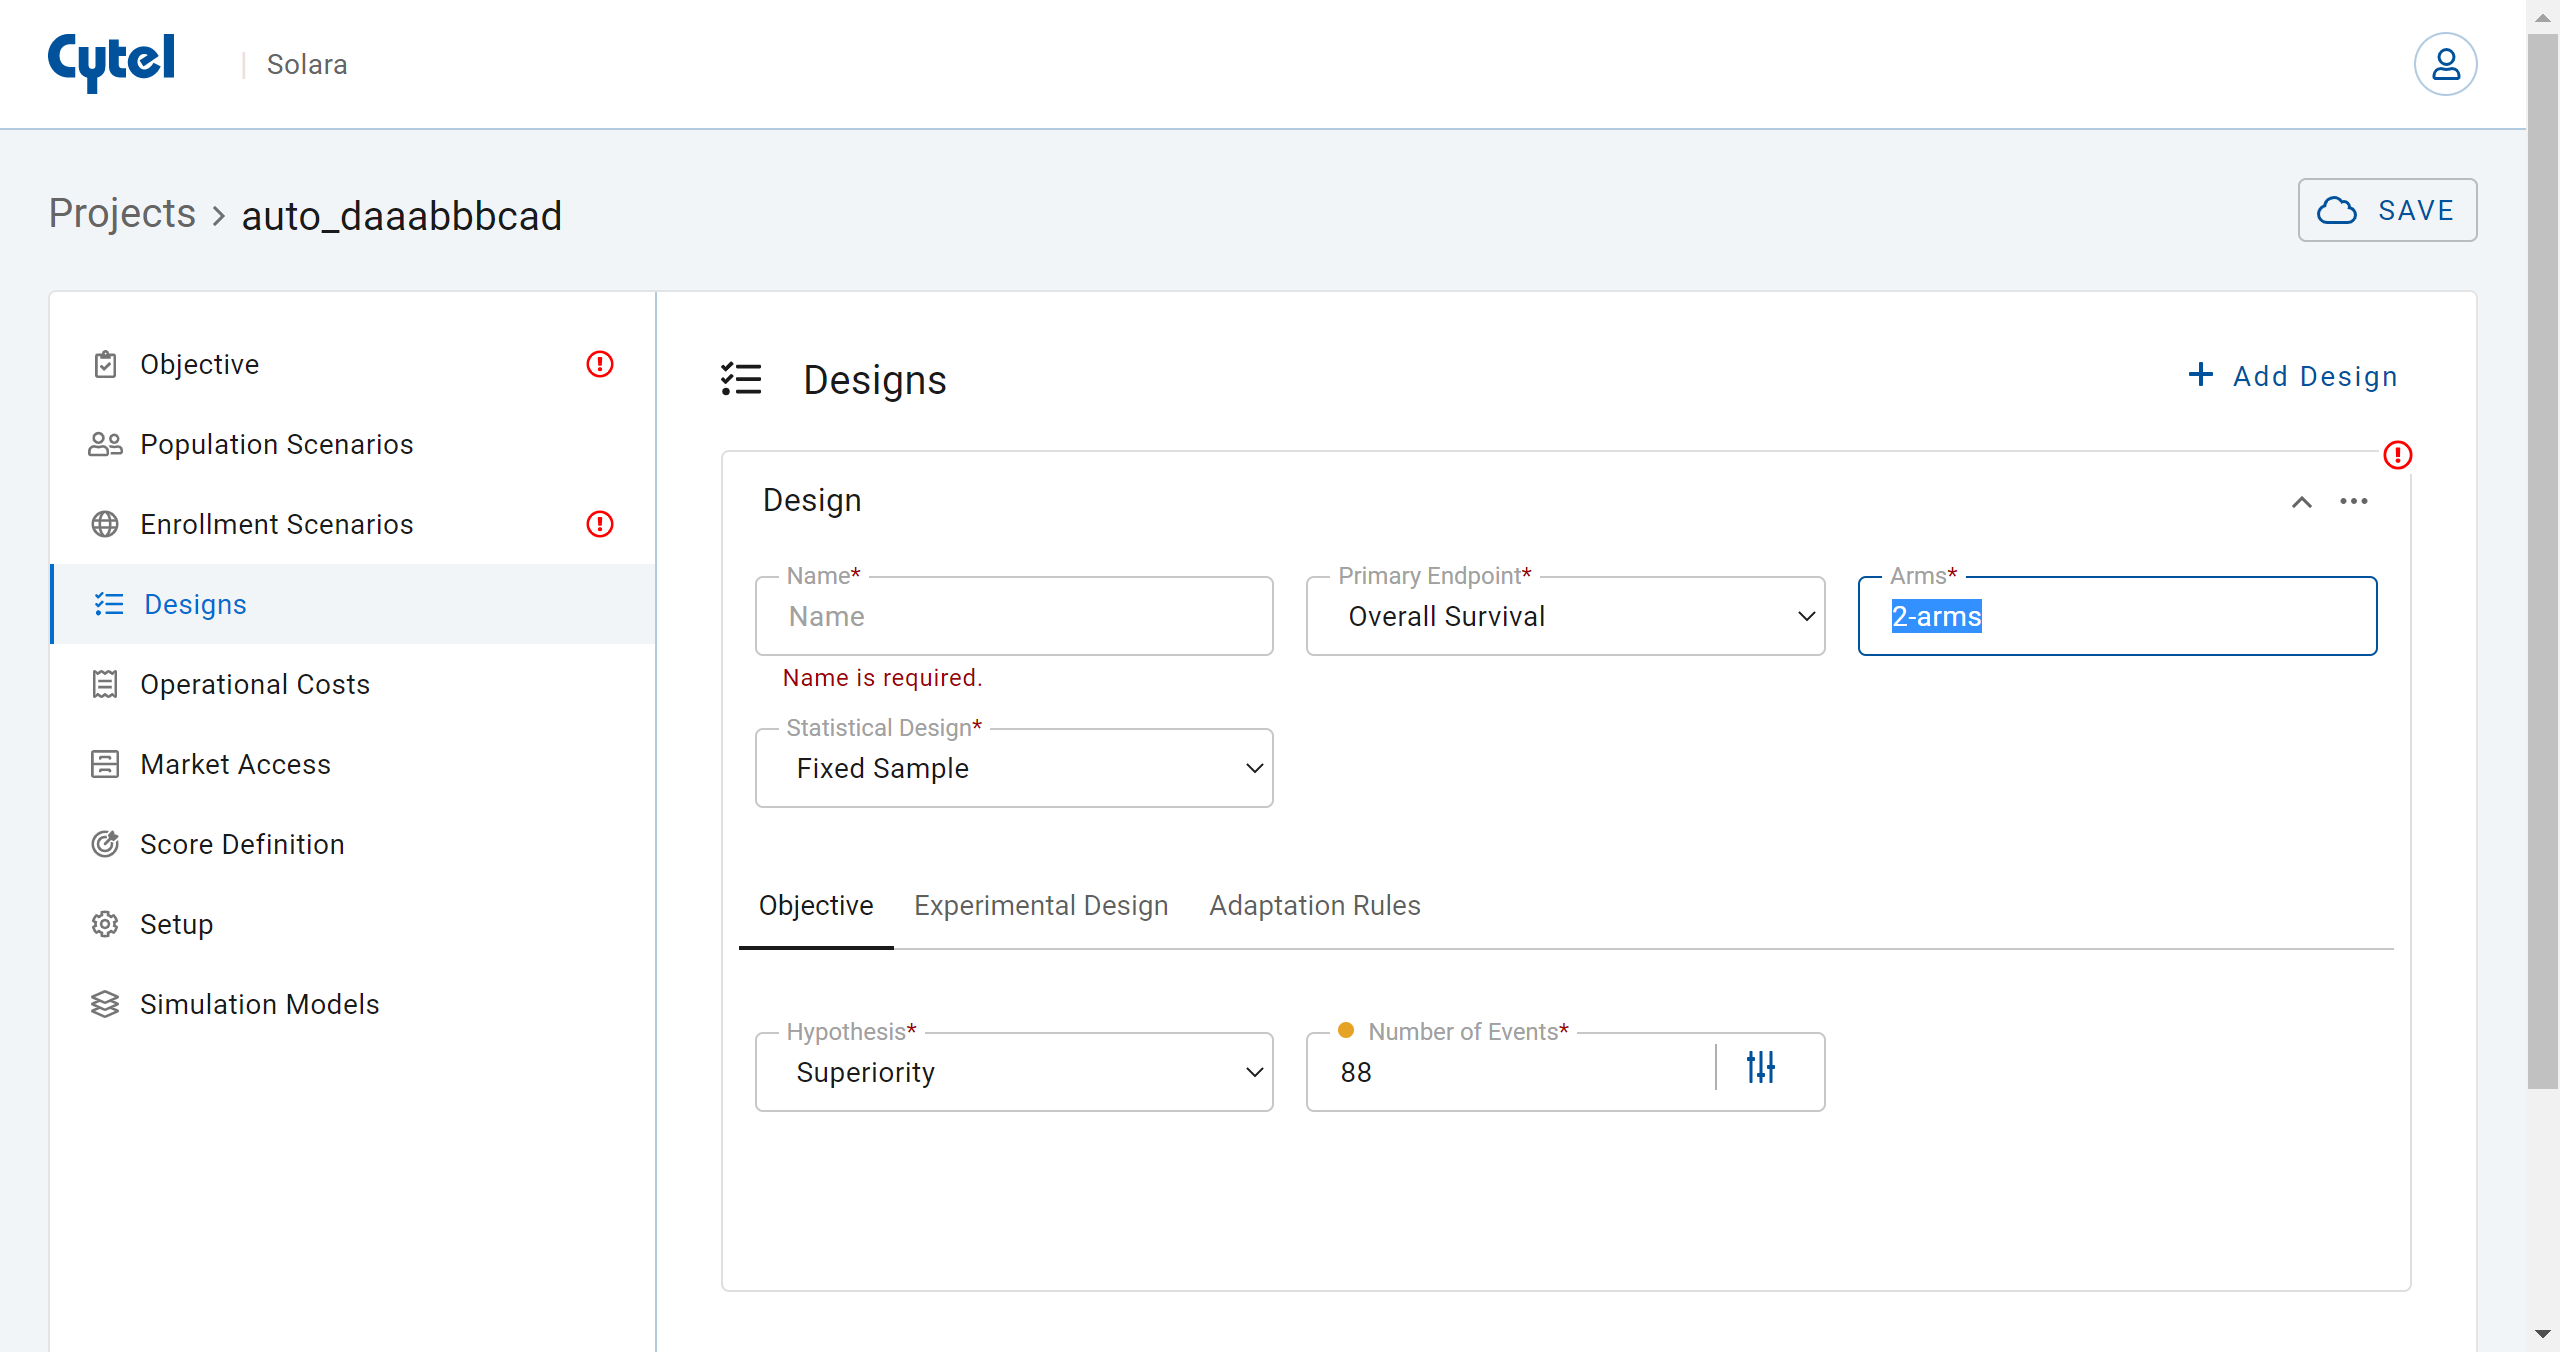 Cytel | Solara
Projects > auto_daaabbbcad
SAVE
Objective
Population Scenarios
Enrollment Scenarios
Designs
Operational Costs
Market Access
Score Definition
Setup
Simulation Models
Designs
+ Add Design
Design
Name*
Name
Name is required.
Primary Endpoint*
Overall Survival
Arms*
2-arms
Statistical Design*
Fixed Sample
Objective Experimental Design Adaptation Rules
Hypothesis*
Superiority
Number of Events*
88